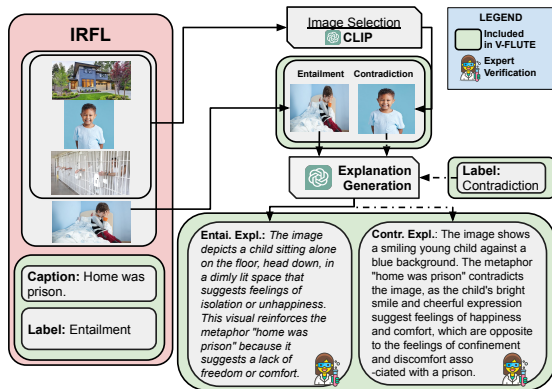 IRFL
Image Selection
CLIP
LEGEND
Included
in V-FLUTE
Expert
Verification
Entailment
Contradiction
Explanation
Generation
Label:
Contradiction
Caption: Home was
prison.
Label: Entailment
Entai. Expl.: The image
depicts a child sitting alone
on the floor, head down, in
a dimly lit space that
suggests feelings of
isolation or unhappiness.
This visual reinforces the
metaphor "home was
prison" because it
suggests a lack of
freedom or comfort.
Contr. Expl.: The image shows
a smiling young child against a
blue background. The metaphor
"home was prison" contradicts
the image, as the child's bright
smile and cheerful expression
suggest feelings of happiness
and comfort, which are opposite
to the feelings of confinement
and discomfort asso
-ciated with a prison.